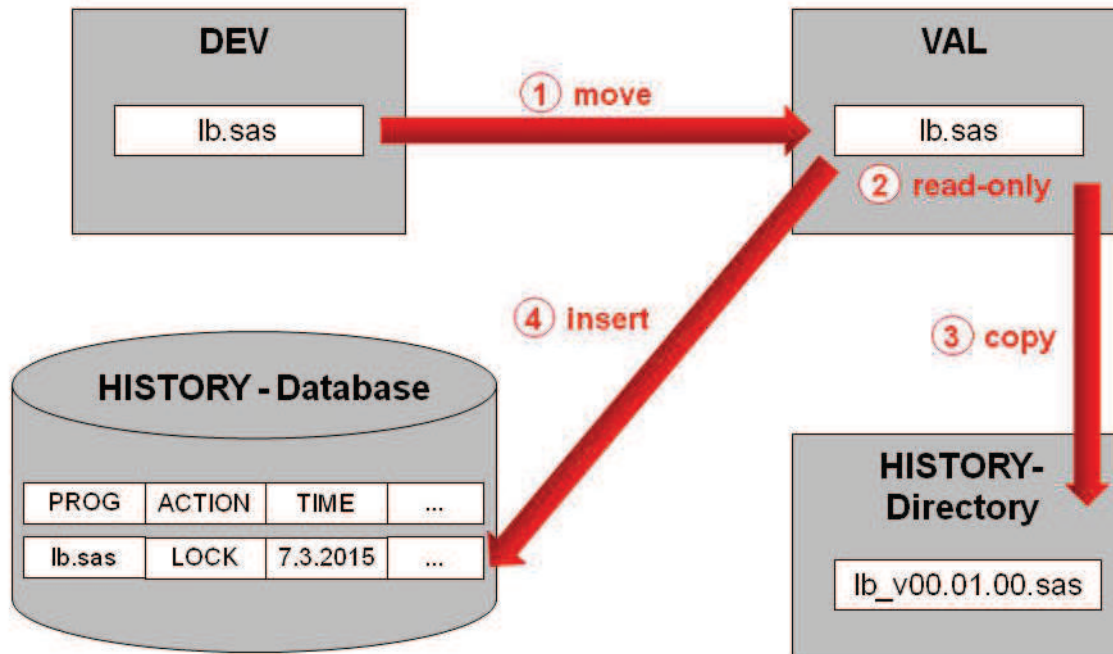 DEV
lb.sas
① move
VAL
lb.sas
② read-only
④ insert
③ copy
HISTORY - Database
PROG ACTION TIME ...
lb.sas LOCK 7.3.2015 ...
HISTORY-
Directory
lb_v00.01.00.sas